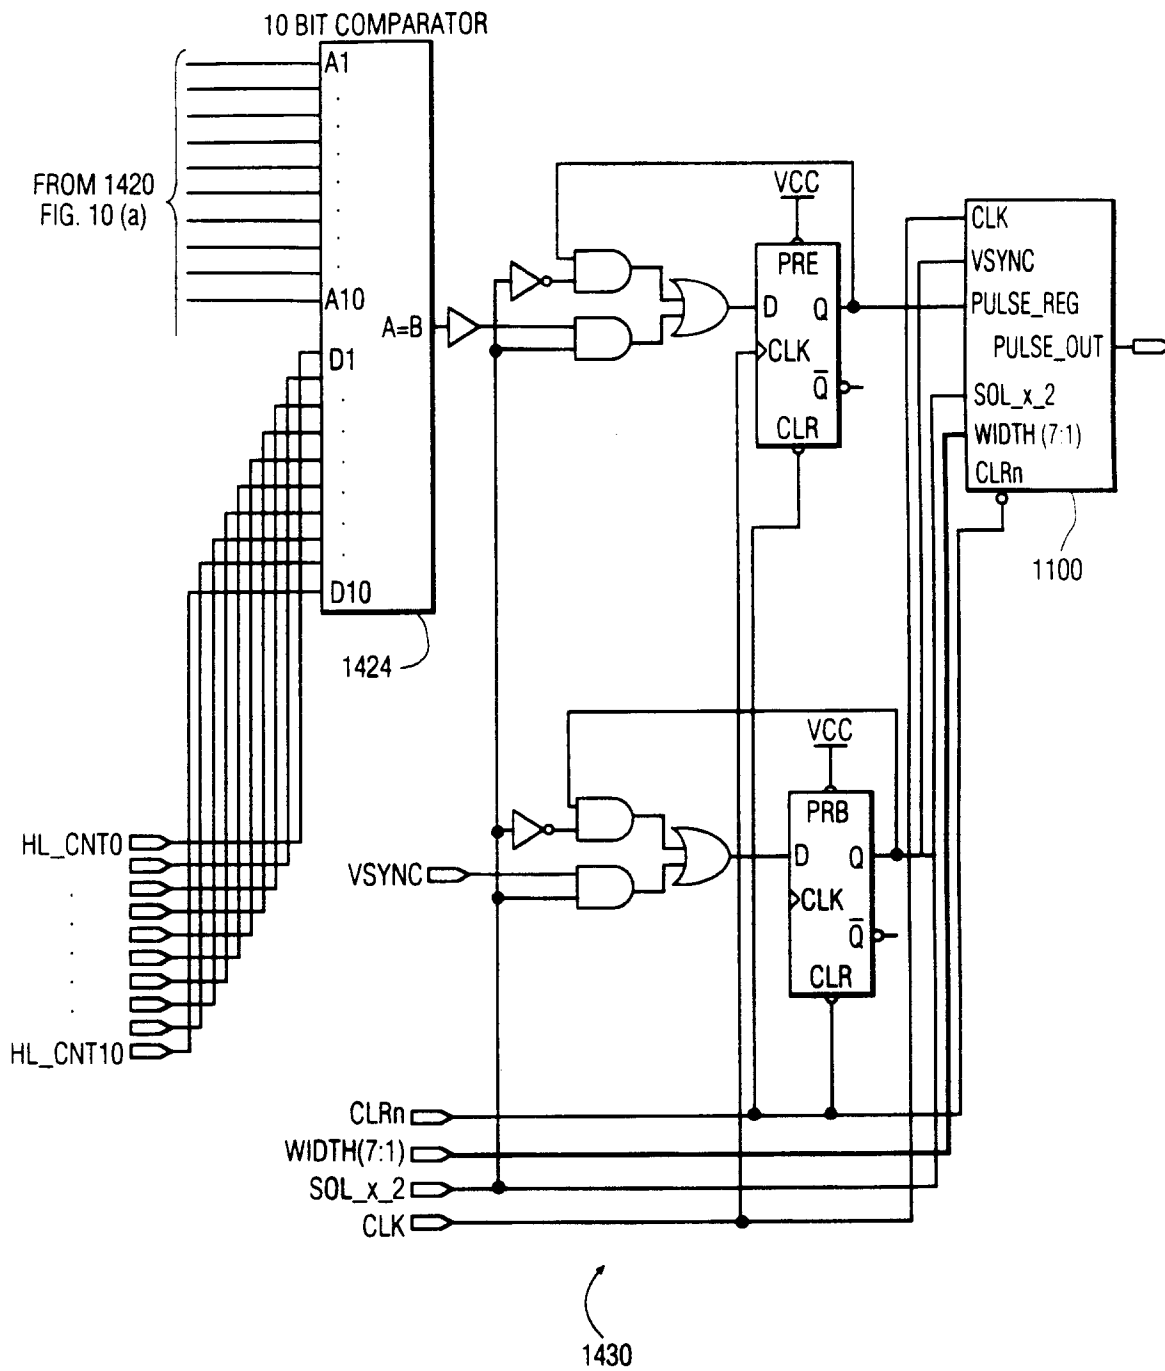 10 BIT COMPARATOR
A1
FROM 1420
FIG. 10 (a)
A10
A=B
D1
D10
1424
VCC
PRE
D Q
CLK
Q̅
CLR
CLK
VSYNC
PULSE_REG
PULSE_OUT
SOL_x_2
WIDTH (7:1)
CLRn
1100
VCC
PRB
D Q
CLK
Q̅
CLR
HL_CNT0
VSYNC
HL_CNT10
CLRn
WIDTH(7:1)
SOL_x_2
CLK
1430